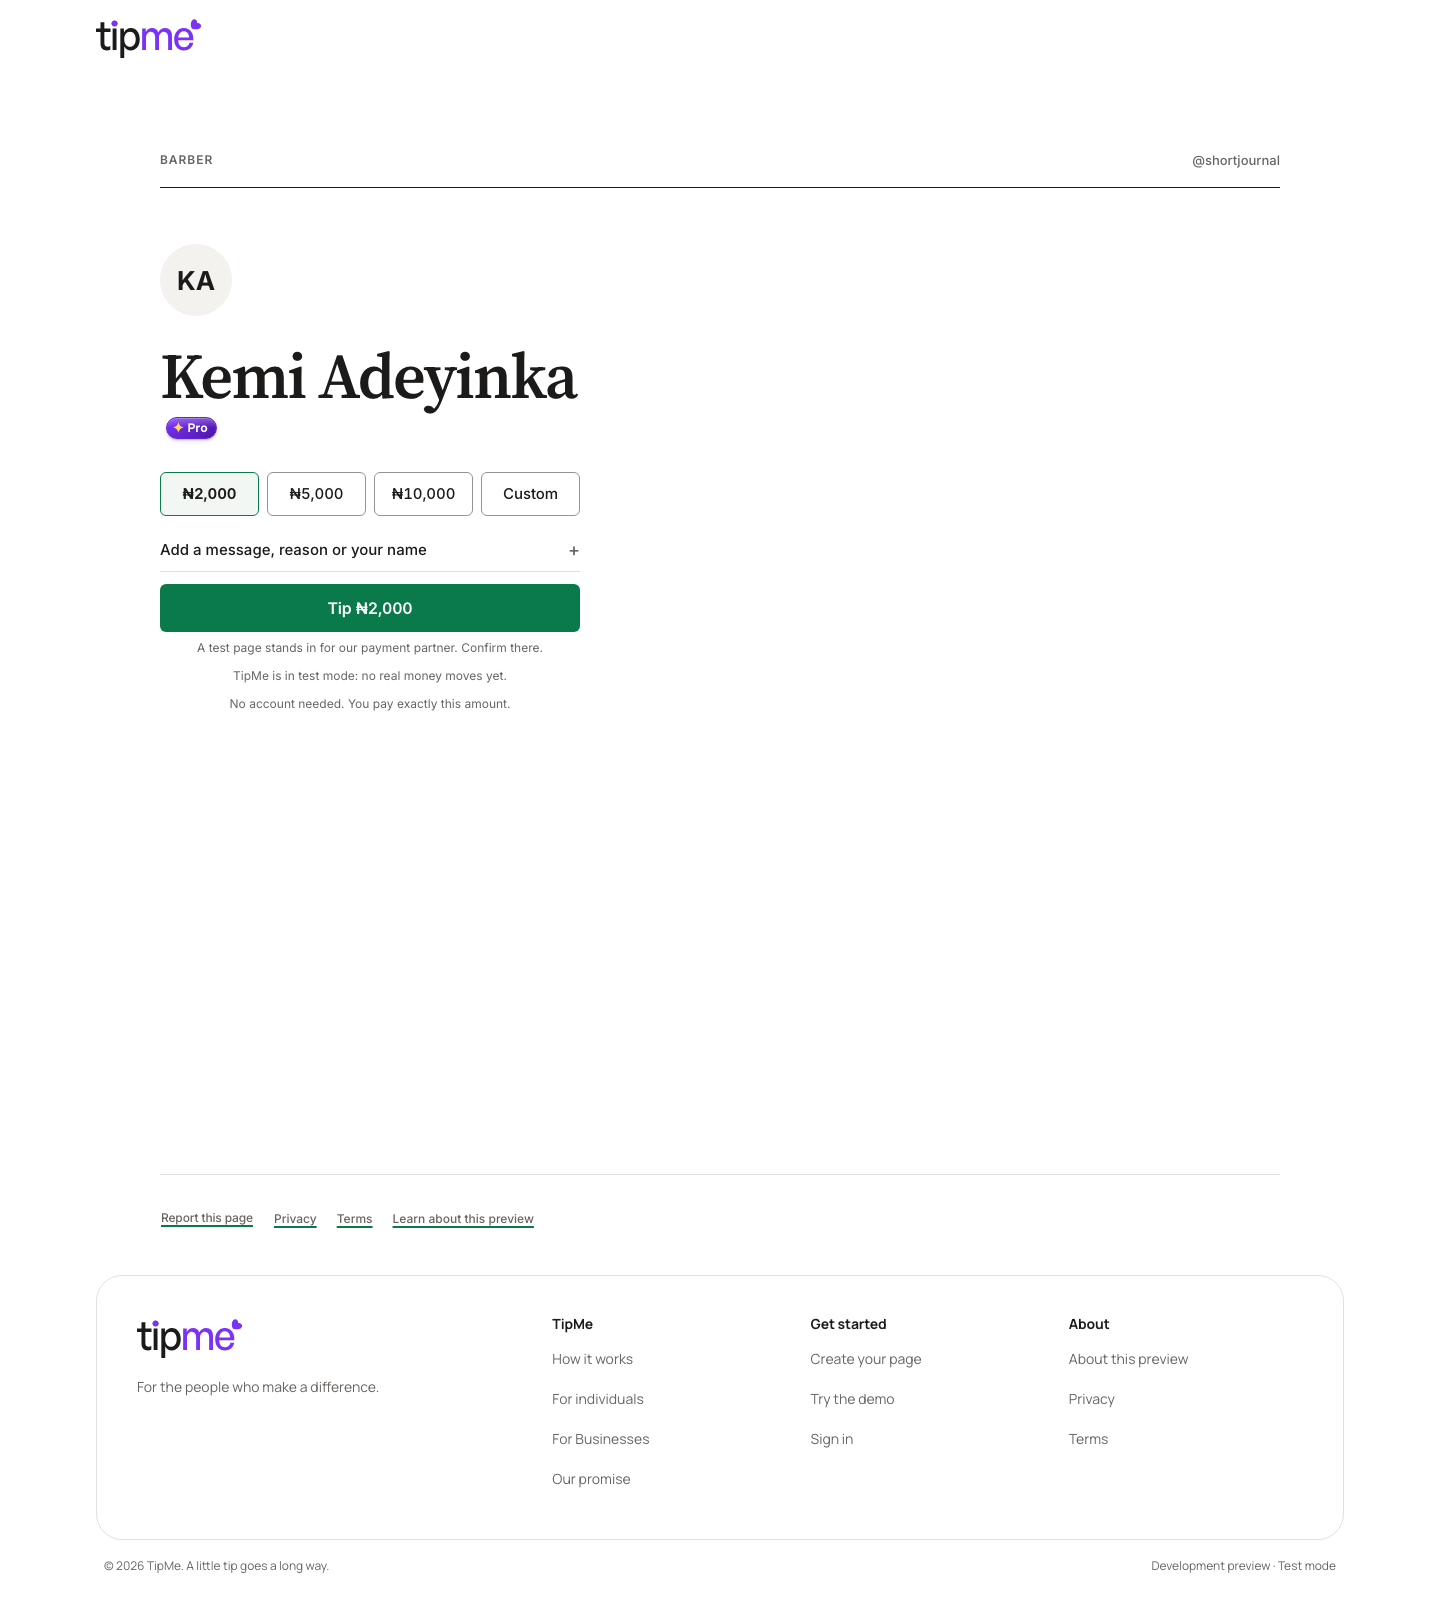 tipme
BARBER
@shortjournal
KA
Kemi Adeyinka
Pro
₦2,000
₦5,000
₦10,000
Custom
Add a message, reason or your name
+
Tip ₦2,000
A test page stands in for our payment partner. Confirm there.
TipMe is in test mode: no real money moves yet.
No account needed. You pay exactly this amount.
Report this page
Privacy
Terms
Learn about this preview
tipme
For the people who make a difference.
TipMe
How it works
For individuals
For Businesses
Our promise
Get started
Create your page
Try the demo
Sign in
About
About this preview
Privacy
Terms
© 2026 TipMe. A little tip goes a long way.
Development preview · Test mode